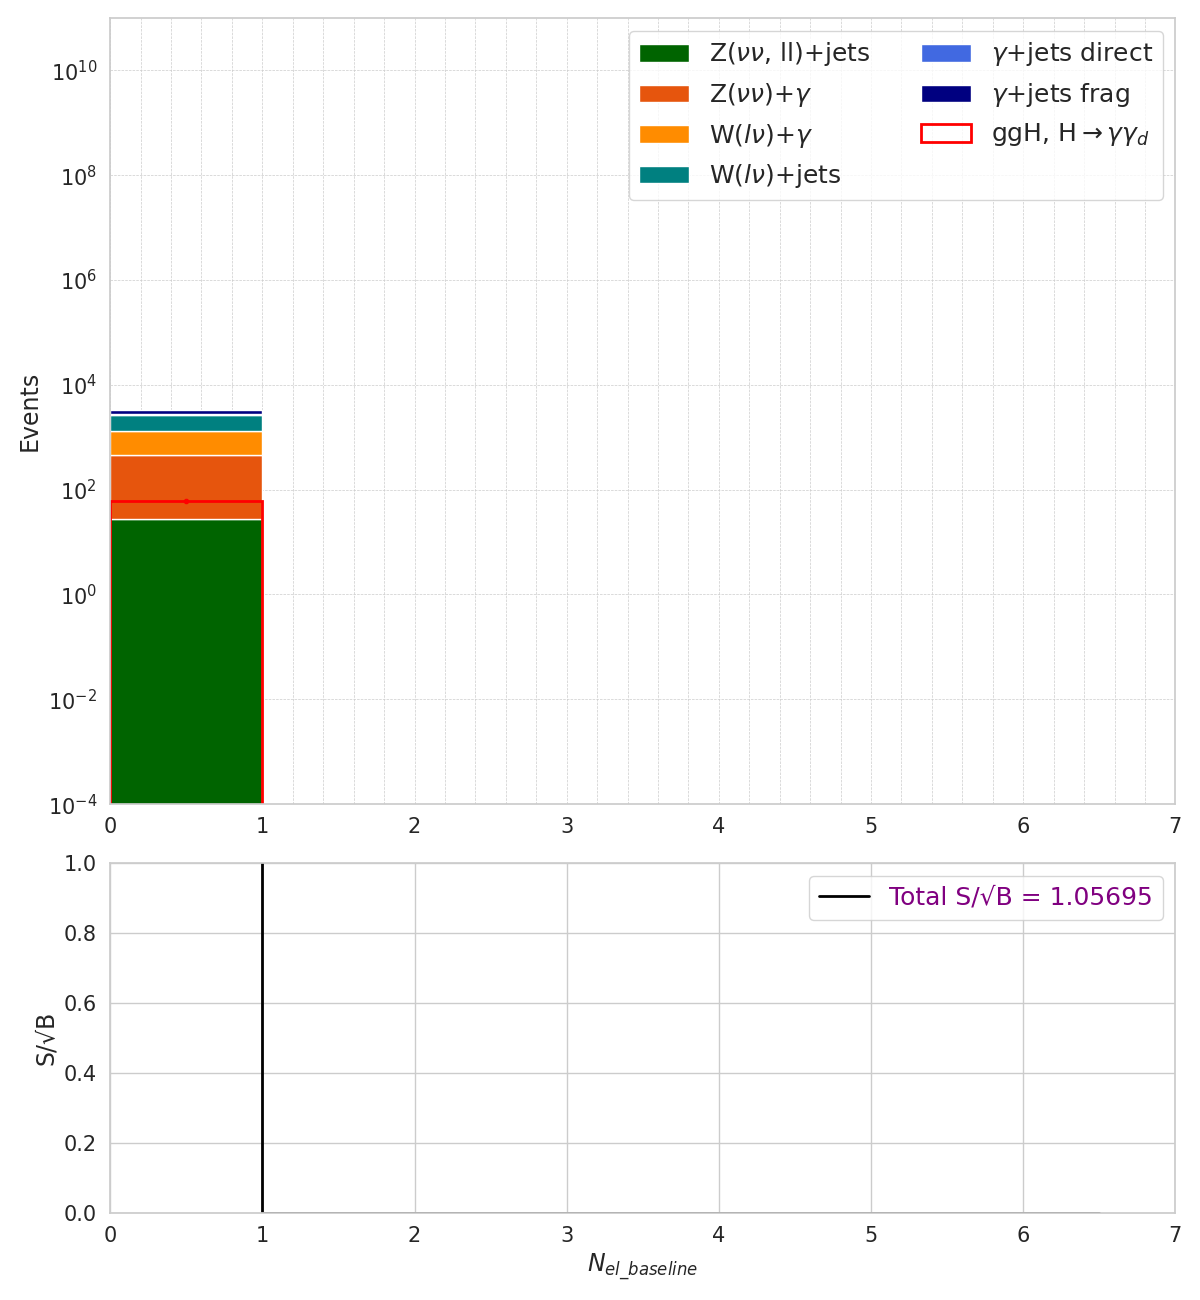 Z(νν, ll)+jets
Z(νν)+γ
W(lν)+γ
W(lν)+jets
γ+jets direct
γ+jets frag
ggH, H→γγ_d
Events
10^10
10^8
10^6
10^4
10^2
10^0
10^−2
10^−4
0 1 2 3 4 5 6 7
Total S/√B = 1.05695
S/√B
1.0
0.8
0.6
0.4
0.2
0.0
0 1 2 3 4 5 6 7
N_el_baseline